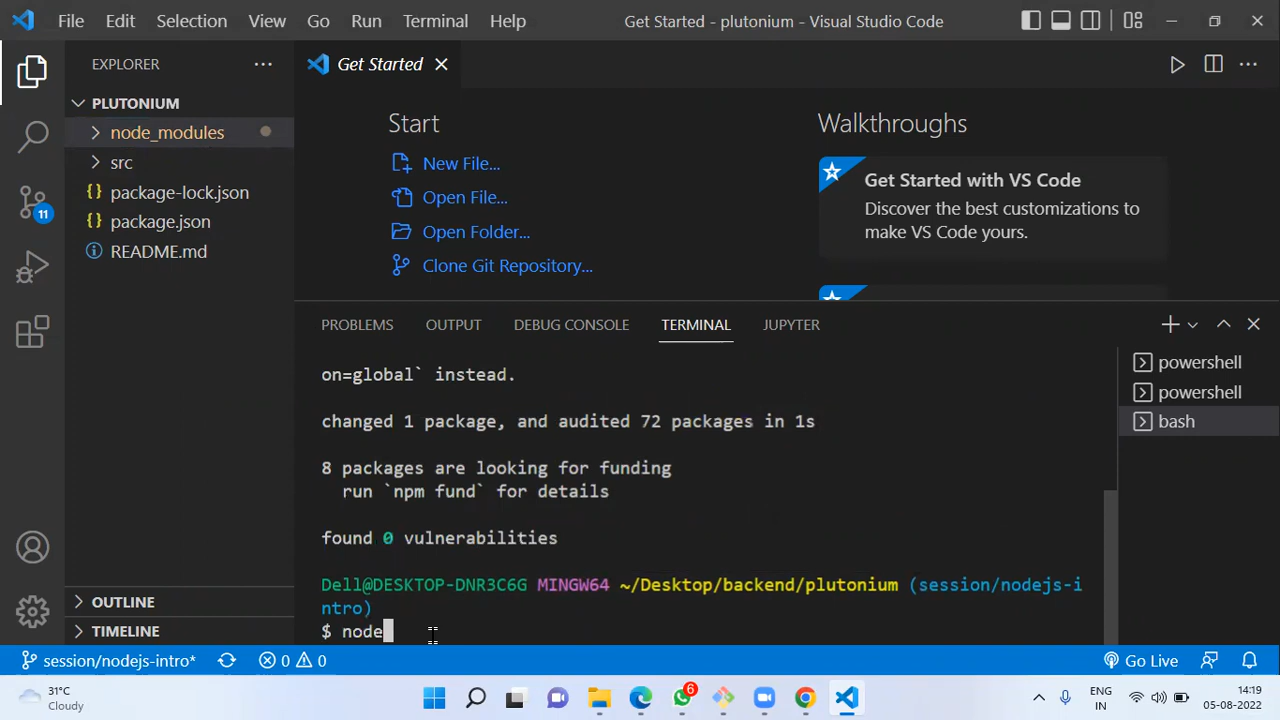 File Edit Selection View Go Run Terminal Help
Get Started - plutonium - Visual Studio Code
EXPLORER
PLUTONIUM
node_modules
src
package-lock.json
package.json
README.md
OUTLINE
TIMELINE
11
Get Started
Start
New File...
Open File...
Open Folder...
Clone Git Repository...
Walkthroughs
Get Started with VS Code
Discover the best customizations to
make VS Code yours.
PROBLEMS OUTPUT DEBUG CONSOLE TERMINAL JUPYTER
on=global` instead.
changed 1 package, and audited 72 packages in 1s
8 packages are looking for funding
run `npm fund` for details
found 0 vulnerabilities
Dell@DESKTOP-DNR3C6G MINGW64 ~/Desktop/backend/plutonium (session/nodejs-i
ntro)
$ node
powershell
powershell
bash
session/nodejs-intro* 0 0 Go Live
31°C
Cloudy
6
ENG
IN
14:19
05-08-2022